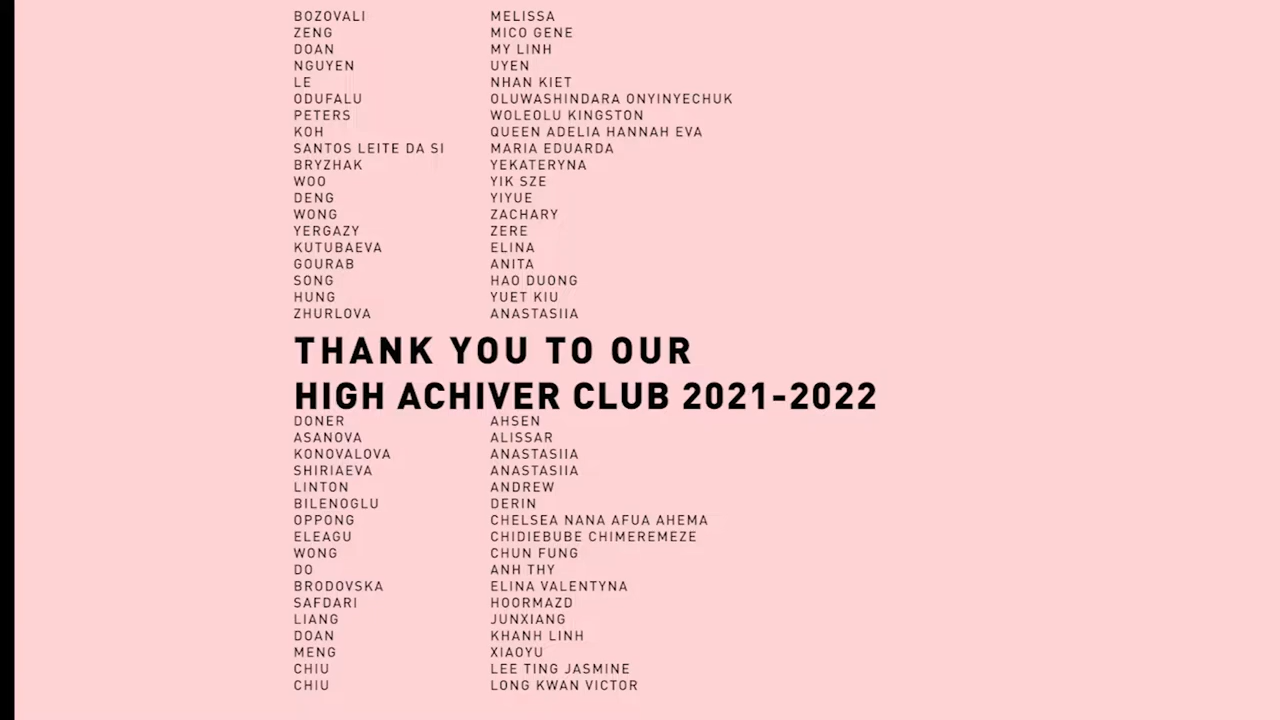 BOZOVALI MELISSA
ZENG MICO GENE
DOAN MY LINH
NGUYEN UYEN
LE NHAN KIET
ODUFALU OLUWASHINDARA ONYINYECHUK
PETERS WOLEOLU KINGSTON
KOH QUEEN ADELIA HANNAH EVA
SANTOS LEITE DA SI MARIA EDUARDA
BRYZHAK YEKATERYNA
WOO YIK SZE
DENG YIYUE
WONG ZACHARY
YERGAZY ZERE
KUTUBAEVA ELINA
GOURAB ANITA
SONG HAO DUONG
HUNG YUET KIU
ZHURLOVA ANASTASIIA
THANK YOU TO OUR
HIGH ACHIVER CLUB 2021-2022
DONER AHSEN
ASANOVA ALISSAR
KONOVALOVA ANASTASIIA
SHIRIAEVA ANASTASIIA
LINTON ANDREW
BILENOGLU DERIN
OPPONG CHELSEA NANA AFUA AHEMA
ELEAGU CHIDIEBUBE CHIMEREMEZE
WONG CHUN FUNG
DO ANH THY
BRODOVSKA ELINA VALENTYNA
SAFDARI HOORMAZD
LIANG JUNXIANG
DOAN KHANH LINH
MENG XIAOYU
CHIU LEE TING JASMINE
CHIU LONG KWAN VICTOR